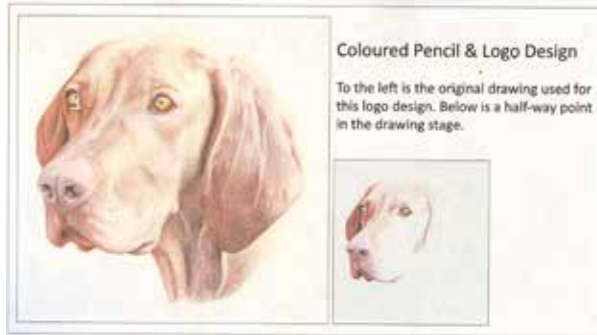 Coloured Pencil & Logo Design
To the left is the original drawing used for
this logo design. Below is a half-way point
in the drawing stage.